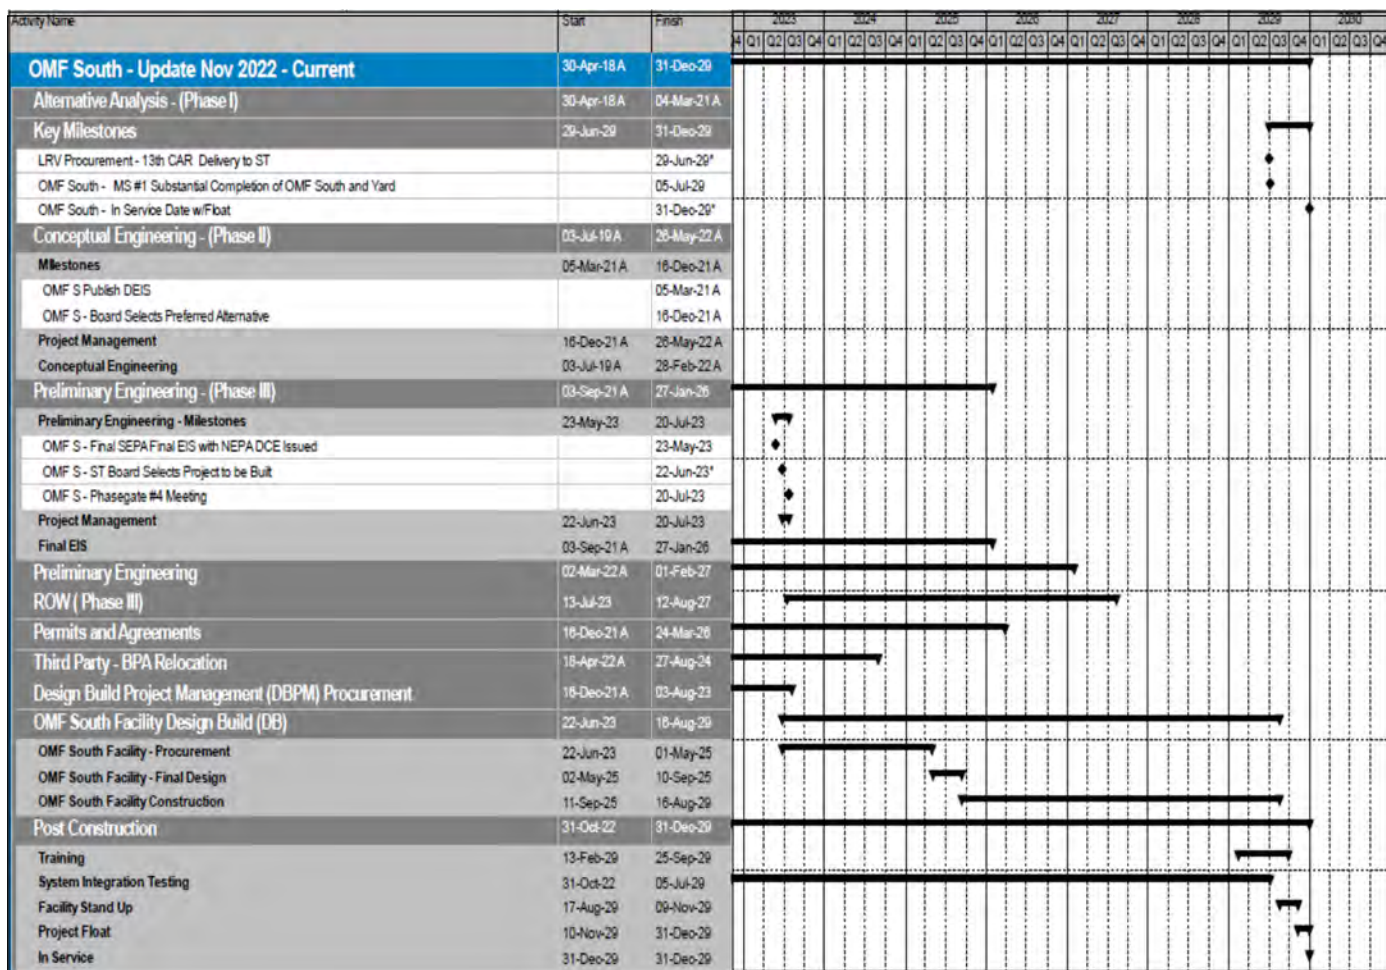 Activity Name Start Finish 2023 2024 2025 2026 2027 2028 2029 2030
Q4 Q1 Q2 Q3 Q4 Q1 Q2 Q3 Q4 Q1 Q2 Q3 Q4 Q1 Q2 Q3 Q4 Q1 Q2 Q3 Q4 Q1 Q2 Q3 Q4 Q1 Q2 Q3 Q4 Q1 Q2 Q3 Q4
OMF South - Update Nov 2022 - Current 30-Apr-18 A 31-Dec-29
Alternative Analysis - (Phase I) 30-Apr-18 A 04-Mar-21 A
Key Milestones 29-Jun-29 31-Dec-29
LRV Procurement - 13th CAR Delivery to ST 29-Jun-29*
OMF South - MS #1 Substantial Completion of OMF South and Yard 05-Jul-29
OMF South - In Service Date w/Float 31-Dec-29*
Conceptual Engineering - (Phase II) 03-Jul-19 A 26-May-22 A
Milestones 05-Mar-21 A 16-Dec-21 A
OMF S Publish DEIS 05-Mar-21 A
OMF S - Board Selects Preferred Alternative 16-Dec-21 A
Project Management 16-Dec-21 A 26-May-22 A
Conceptual Engineering 03-Jul-19 A 28-Feb-22 A
Preliminary Engineering - (Phase III) 03-Sep-21 A 27-Jan-26
Preliminary Engineering - Milestones 23-May-23 20-Jul-23
OMF S - Final SEPA Final EIS with NEPA DCE Issued 23-May-23
OMF S - ST Board Selects Project to be Built 22-Jun-23*
OMF S - Phasegate #4 Meeting 20-Jul-23
Project Management 22-Jun-23 20-Jul-23
Final EIS 03-Sep-21 A 27-Jan-26
Preliminary Engineering 02-Mar-22 A 01-Feb-27
ROW ( Phase III) 13-Jul-23 12-Aug-27
Permits and Agreements 16-Dec-21 A 24-Mar-26
Third Party - BPA Relocation 18-Apr-22 A 27-Aug-24
Design Build Project Management (DBPM) Procurement 16-Dec-21 A 03-Aug-23
OMF South Facility Design Build (DB) 22-Jun-23 16-Aug-29
OMF South Facility - Procurement 22-Jun-23 01-May-25
OMF South Facility - Final Design 02-May-25 10-Sep-25
OMF South Facility Construction 11-Sep-25 16-Aug-29
Post Construction 31-Oct-22 31-Dec-29
Training 13-Feb-29 25-Sep-29
System Integration Testing 31-Oct-22 05-Jul-29
Facility Stand Up 17-Aug-29 09-Nov-29
Project Float 10-Nov-29 31-Dec-29
In Service 31-Dec-29 31-Dec-29